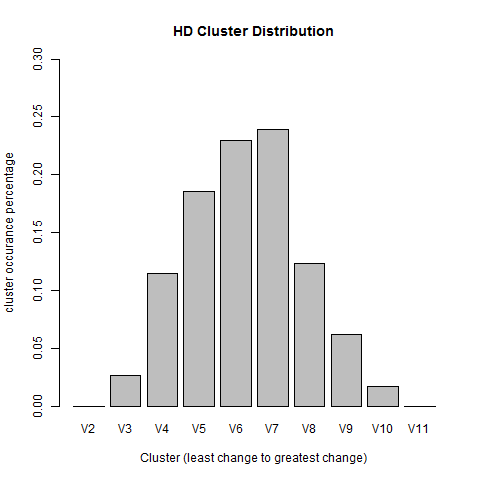 HD Cluster Distribution
cluster occurance percentage
0.30
0.25
0.20
0.15
0.10
0.05
0.00
V2 V3 V4 V5 V6 V7 V8 V9 V10 V11
Cluster (least change to greatest change)